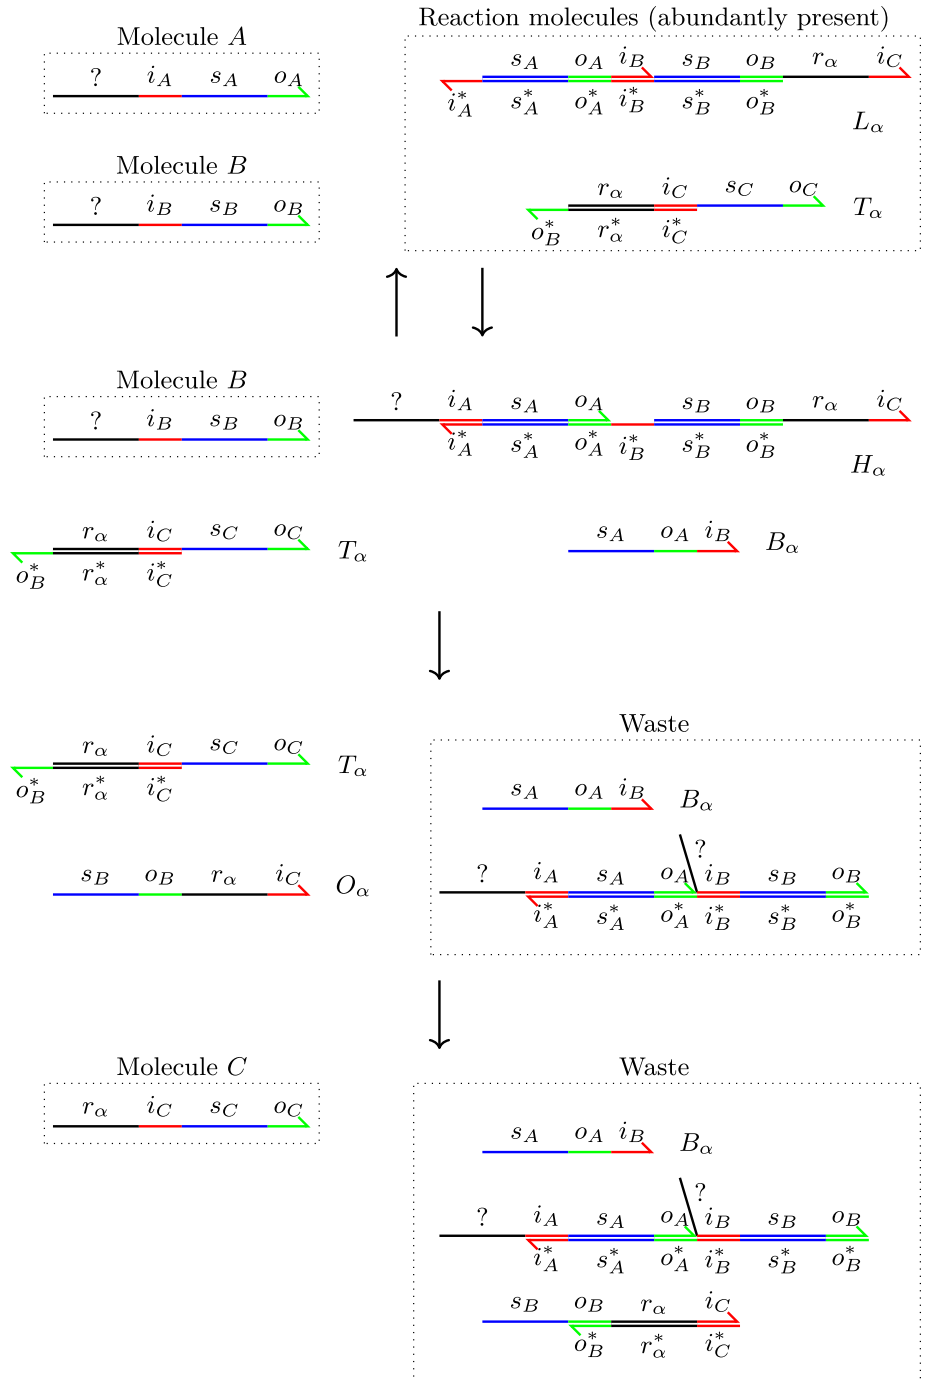 Reaction molecules (abundantly present)
Molecule A
? i_A s_A o_A
s_A o_A i_B s_B o_B r_α i_C
i_A^* s_A^* o_A^* i_B^* s_B^* o_B^*
L_α
Molecule B
? i_B s_B o_B
r_α i_C s_C o_C
o_B^* r_α^* i_C^*
T_α
Molecule B
? i_B s_B o_B
? i_A s_A o_A s_B o_B r_α i_C
i_A^* s_A^* o_A^* i_B^* s_B^* o_B^*
H_α
r_α i_C s_C o_C
o_B^* r_α^* i_C^*
T_α
s_A o_A i_B
B_α
Waste
r_α i_C s_C o_C
o_B^* r_α^* i_C^*
T_α
s_A o_A i_B
B_α
s_B o_B r_α i_C
O_α
?
? i_A s_A o_A i_B s_B o_B
i_A^* s_A^* o_A^* i_B^* s_B^* o_B^*
Molecule C
r_α i_C s_C o_C
Waste
s_A o_A i_B
B_α
?
? i_A s_A o_A i_B s_B o_B
i_A^* s_A^* o_A^* i_B^* s_B^* o_B^*
s_B o_B r_α i_C
o_B^* r_α^* i_C^*